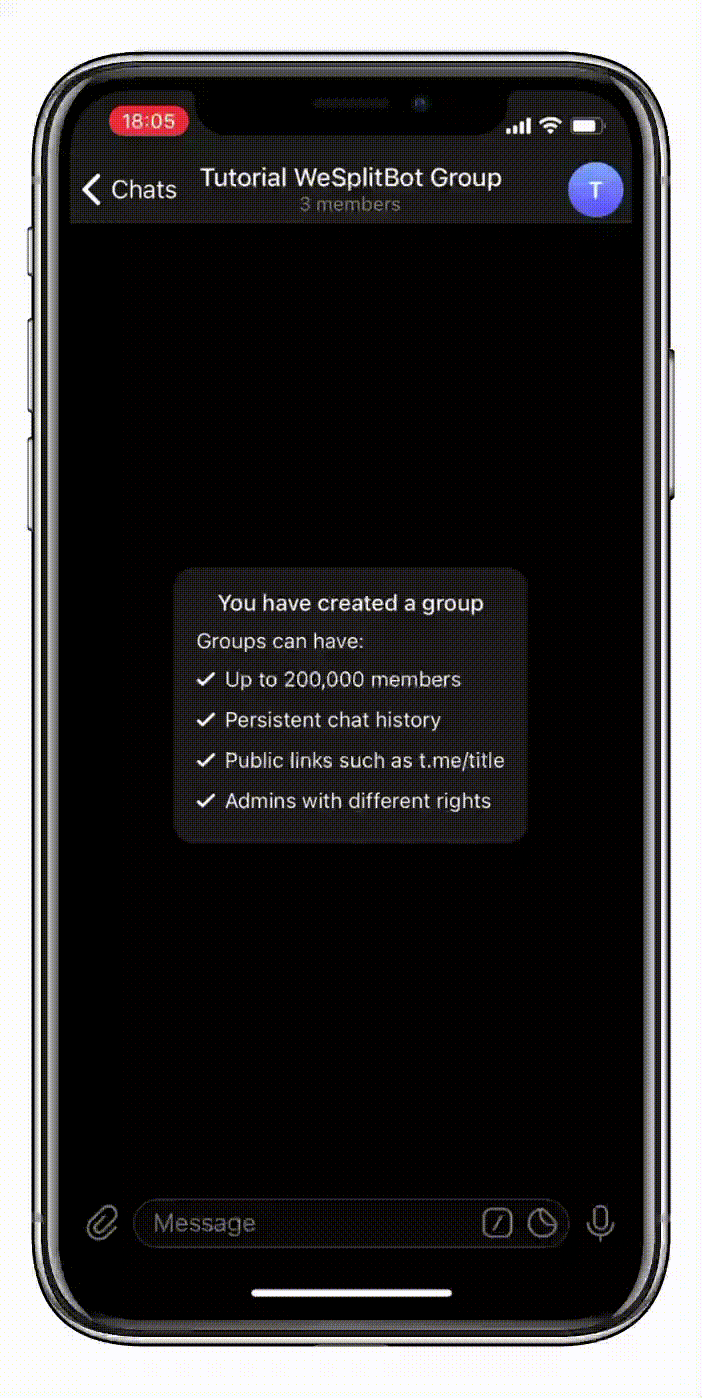 18:05
Chats
Tutorial WeSplitBot Group
T
3 members
You have created a group
Groups can have:
Up to 200,000 members
Persistent chat history
Public links such as t.me/title
Admins with different rights
Message